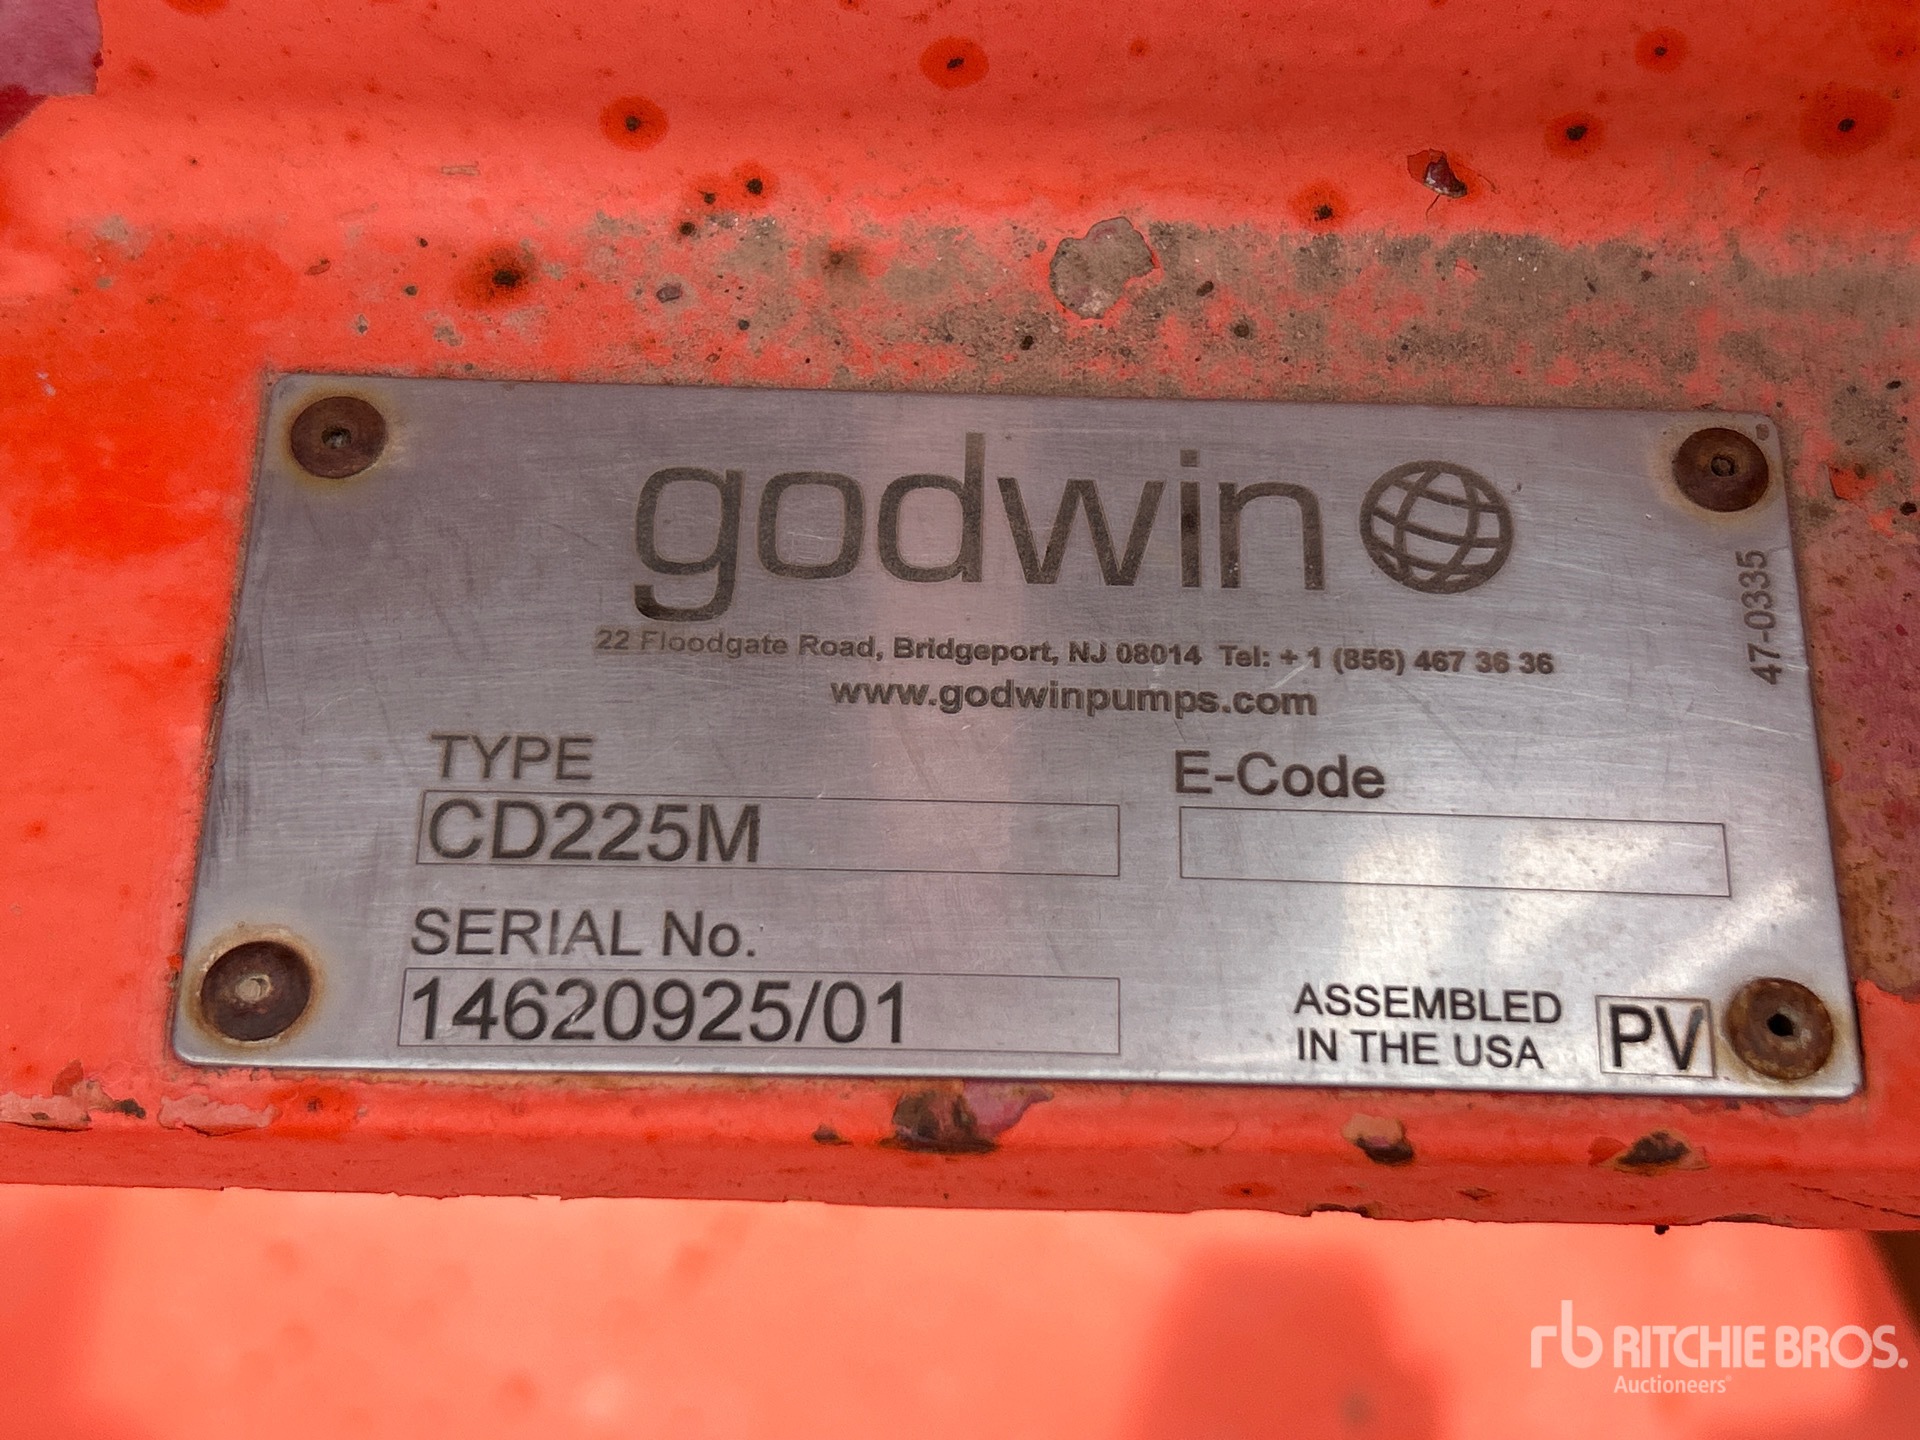 godwin
22 Floodgate Road, Bridgeport, NJ 08014 Tel: + 1 (856) 467 36 36
www.godwinpumps.com
47-0335
TYPE
CD225M
E-Code
SERIAL No.
14620925/01
ASSEMBLED
IN THE USA
PV
rb RITCHIE BROS.
Auctioneers